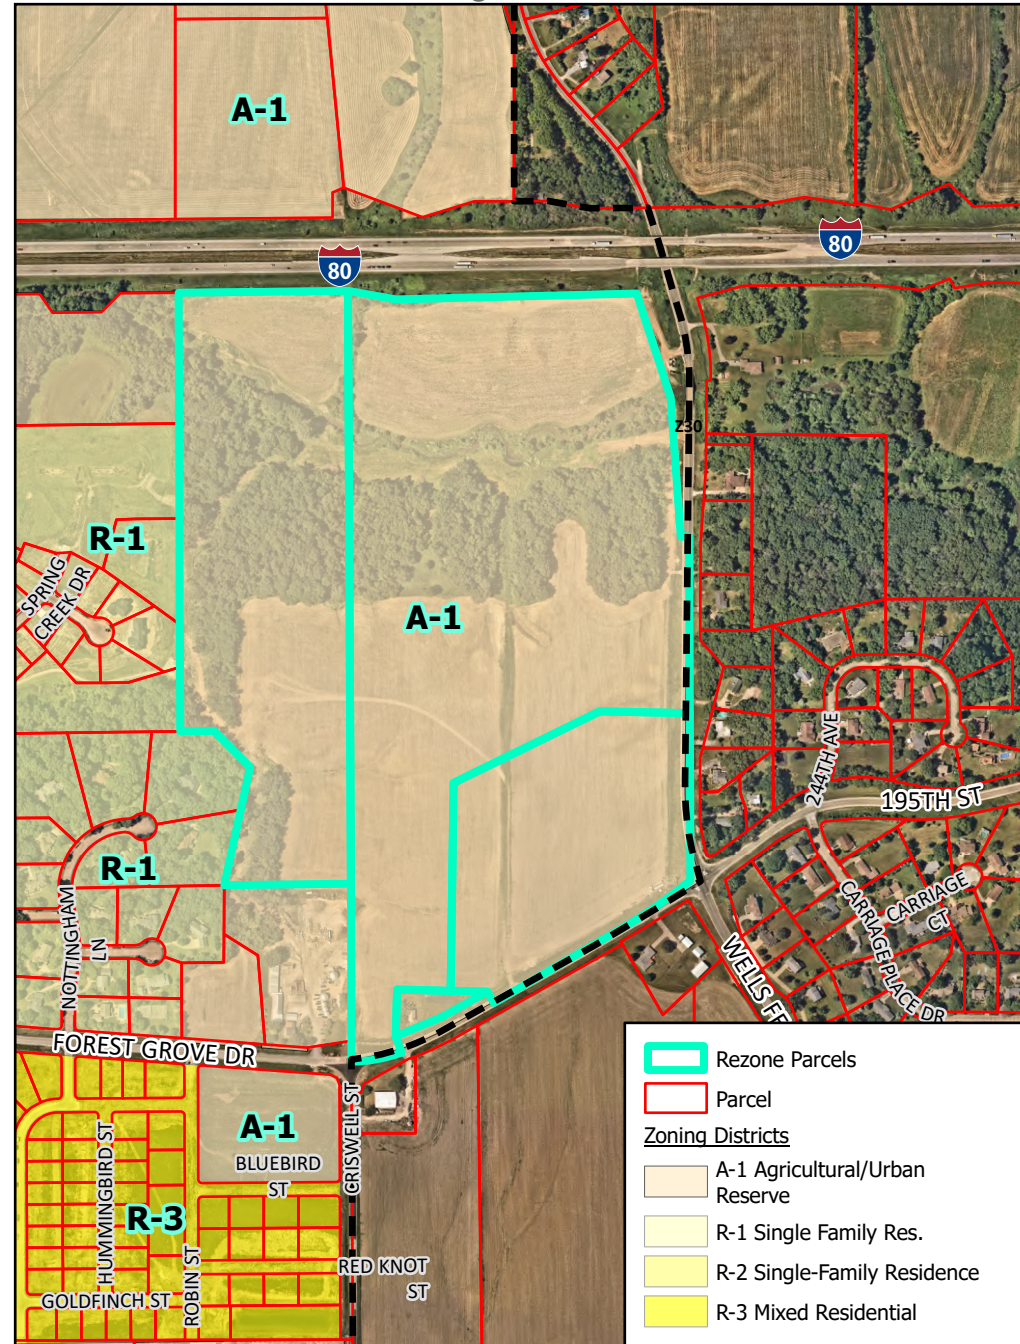 A-1
80
80
Z30
R-1
SPRING
CREEK DR
A-1
244TH AVE
195TH ST
R-1
NOTTINGHAM
LN
CARRIAGE
CT
CARRIAGE PLACE DR
WELLS
FOREST GROVE DR
A-1
BLUEBIRD
ST
CRISWELL ST
HUMMINGBIRD ST
R-3
ROBIN ST
RED KNOT
ST
GOLDFINCH ST
Rezone Parcels
Parcel
Zoning Districts
A-1 Agricultural/Urban
Reserve
R-1 Single Family Res.
R-2 Single-Family Residence
R-3 Mixed Residential